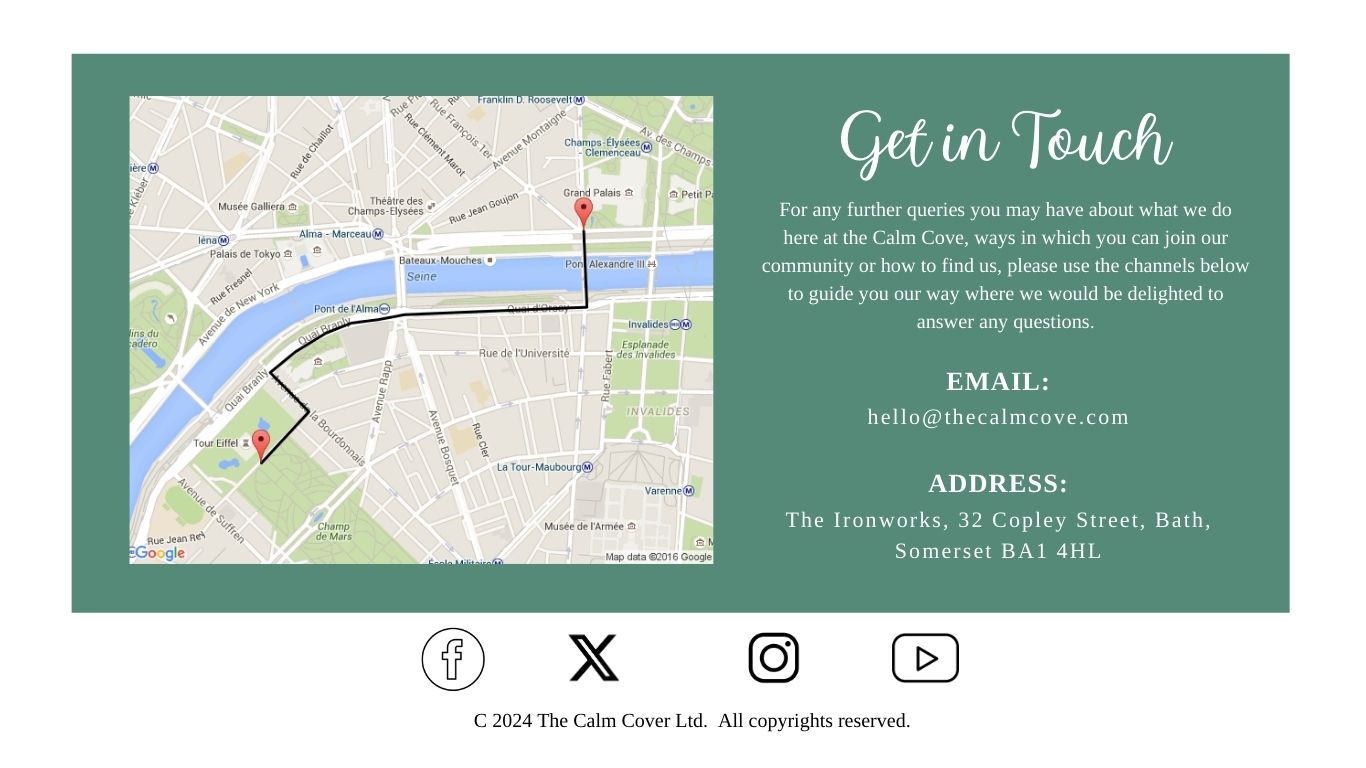 Franklin D. Roosevelt
Av. des Champs-
Champs-Élysées
- Clemenceau
Avenue Montaigne
Rue François 1er
Rue Clément Marot
Rue de Chaillot
ière
Kléber
Grand Palais
Petit Pa
Théâtre des
Champs-Elysées
Rue Jean Goujon
Musée Galliera
Alma - Marceau
Iéna
Palais de Tokyo
Bateaux-Mouches
Pont Alexandre III
Seine
Rue Fresnel
Avenue de New York
Pont de l'Alma
Quai d'Orsay
Quai Branly
Invalides
dins du
cadero
Esplanade
des Invalides
Rue de l'Université
Rue Fabert
Avenue Rapp
Quai Branly
Avenue de la Bourdonnais
INVALIDES
Avenue Bosquet
Rue Cler
Tour Eiffel
La Tour-Maubourg
Varenne
Avenue de Suffren
Champ
de Mars
Musée de l'Armée
Rue Jean Rey
Google
École Militaire
Map data ©2016 Google
Get in Touch
For any further queries you may have about what we do
here at the Calm Cove, ways in which you can join our
community or how to find us, please use the channels below
to guide you our way where we would be delighted to
answer any questions.
EMAIL:
hello@thecalmcove.com
ADDRESS:
The Ironworks, 32 Copley Street, Bath,
Somerset BA1 4HL
C 2024 The Calm Cover Ltd.  All copyrights reserved.